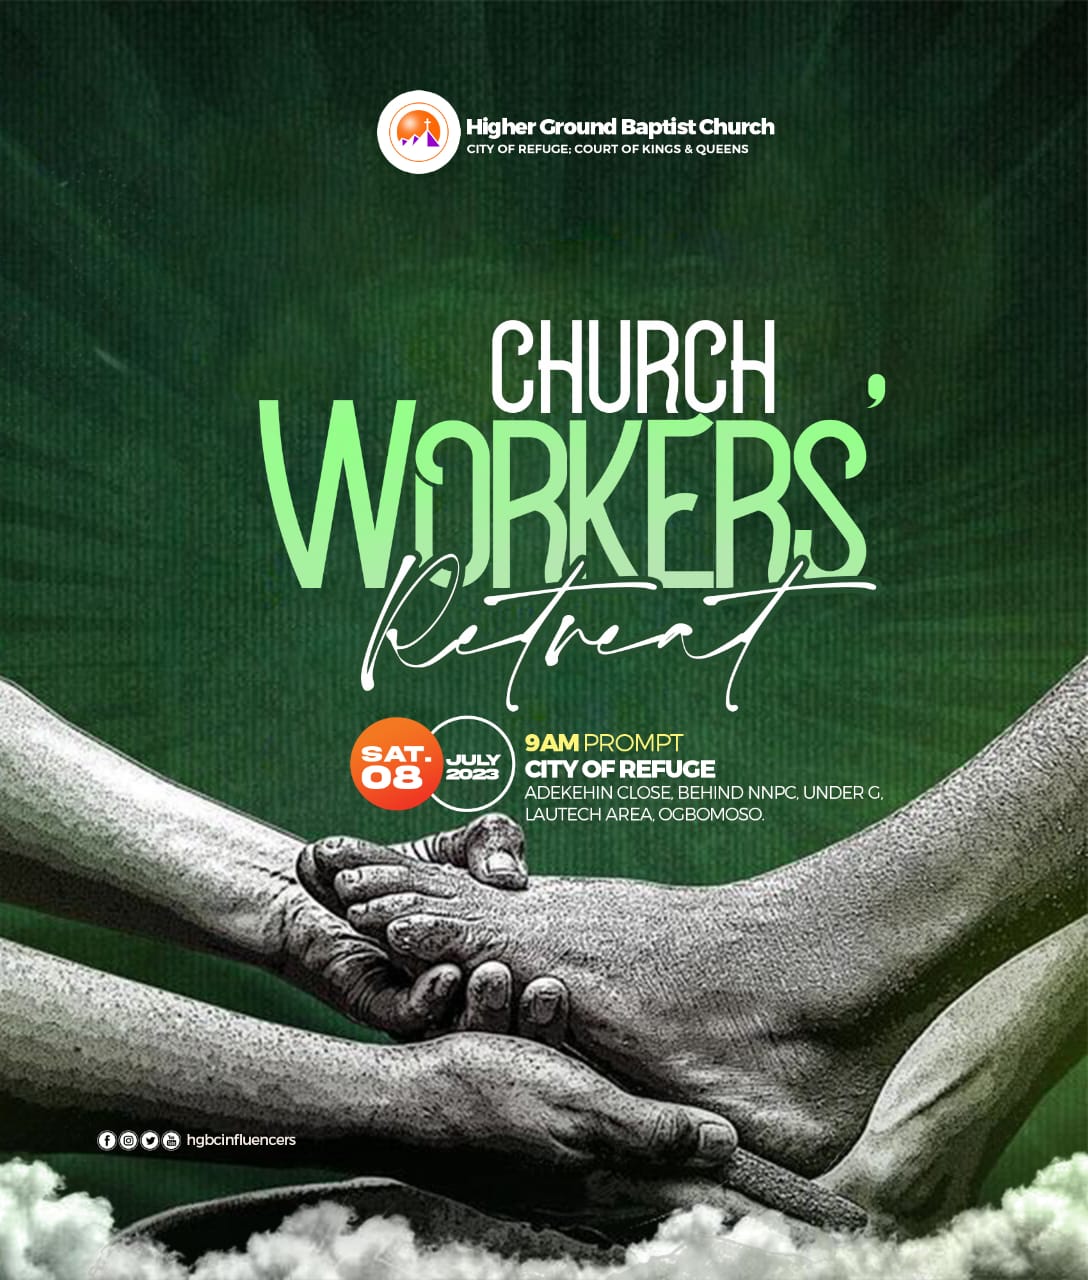 Higher Ground Baptist Church
CITY OF REFUGE; COURT OF KINGS & QUEENS
CHURCH
WORKERS'
Retreat
SAT.
08
JULY
2023
9AM PROMPT
CITY OF REFUGE
ADEKEHIN CLOSE, BEHIND NNPC, UNDER G,
LAUTECH AREA, OGBOMOSO.
hgbcinfluencers